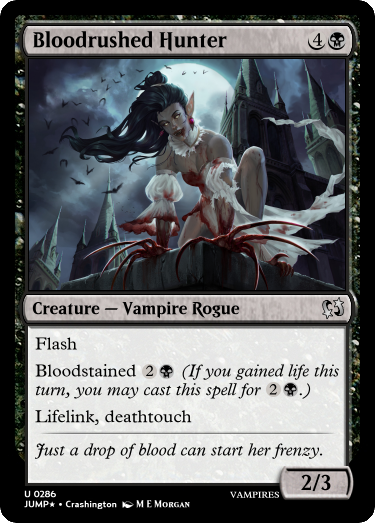 Bloodrushed Hunter 4
Creature — Vampire Rogue
Flash
Bloodstained 2 (If you gained life this
turn, you may cast this spell for 2 .)
Lifelink, deathtouch
Just a drop of blood can start her frenzy.
2/3
U 0286
JUMP★ • Crashington M E Morgan
VAMPIRES